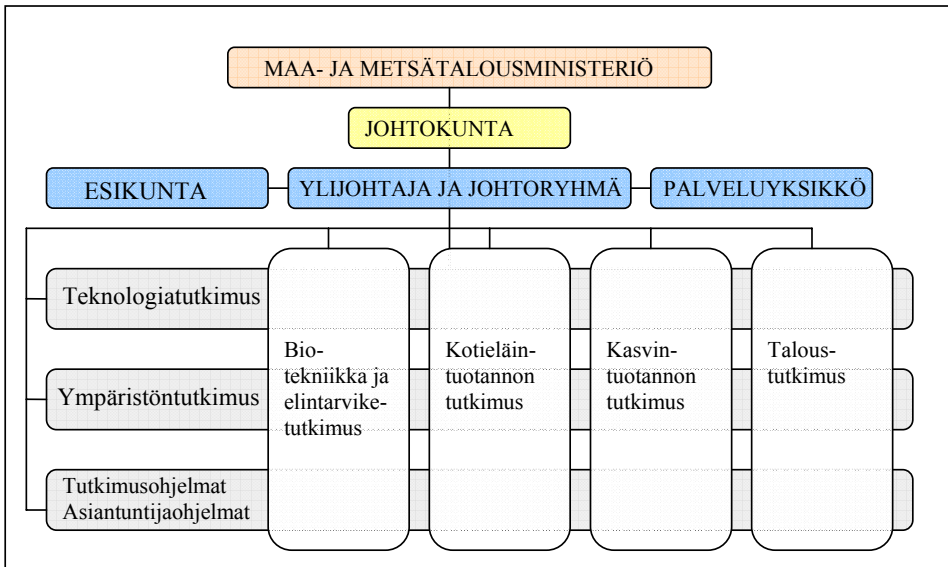 MAA- JA METSÄTALOUSMINISTERIÖ
JOHTOKUNTA
ESIKUNTA
YLIJOHTAJA JA JOHTORYHMÄ
PALVELUYKSIKKÖ
Teknologiatutkimus
Ympäristöntutkimus
Tutkimusohjelmat
Asiantuntijaohjelmat
Bio-
tekniikka ja
elintarvike-
tutkimus
Kotieläin-
tuotannon
tutkimus
Kasvin-
tuotannon
tutkimus
Talous-
tutkimus